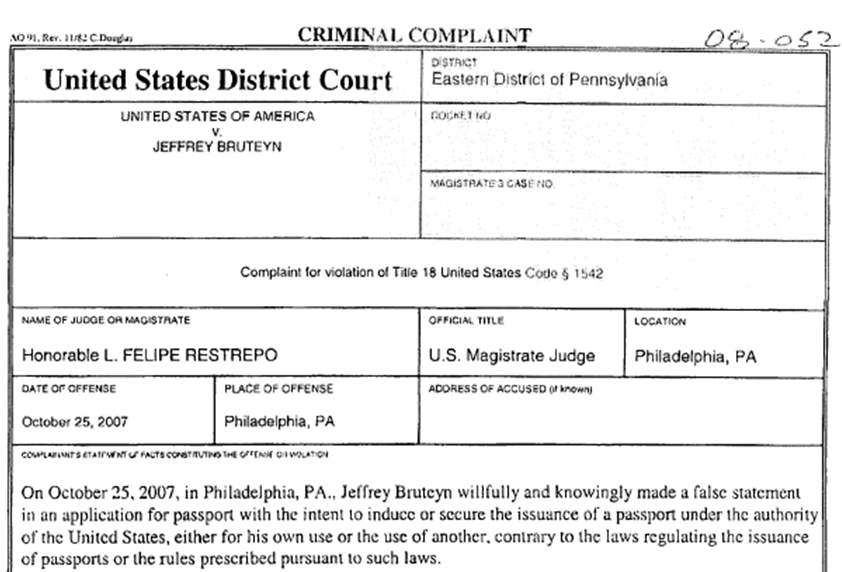 AO 91, Rev. 11/82 C.Douglas
CRIMINAL COMPLAINT
08-052
United States District Court
DISTRICT
Eastern District of Pennsylvania
UNITED STATES OF AMERICA
v.
JEFFREY BRUTEYN
DOCKET NO
MAGISTRATE'S CASE NO.
Complaint for violation of Title 18 United States Code § 1542
NAME OF JUDGE OR MAGISTRATE
Honorable L. FELIPE RESTREPO
OFFICIAL TITLE
U.S. Magistrate Judge
LOCATION
Philadelphia, PA
DATE OF OFFENSE
October 25, 2007
PLACE OF OFFENSE
Philadelphia, PA
ADDRESS OF ACCUSED (if known)
COMPLAINANT'S STATEMENT OF FACTS CONSTITUTING THE OFFENSE OR VIOLATION
On October 25, 2007, in Philadelphia, PA., Jeffrey Bruteyn willfully and knowingly made a false statement
in an application for passport with the intent to induce or secure the issuance of a passport under the authority
of the United States, either for his own use or the use of another, contrary to the laws regulating the issuance
of passports or the rules prescribed pursuant to such laws.